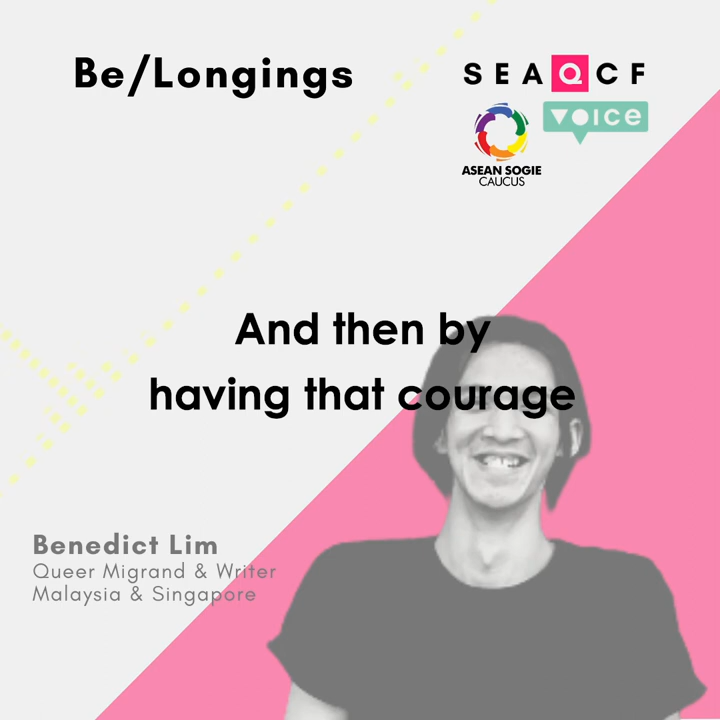 Be/Longings
SEAQCF
voice
ASEAN SOGIE
CAUCUS
And then by
having that courage
Benedict Lim
Queer Migrand & Writer
Malaysia & Singapore